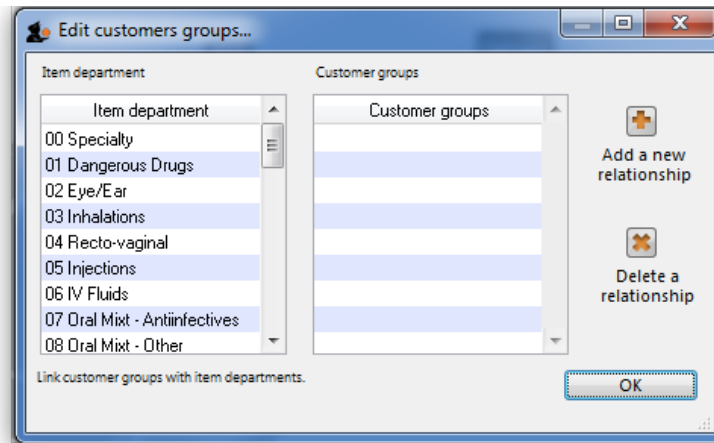 Edit customers groups...
Item department
Customer groups
Item department
Customer groups
00 Specialty
01 Dangerous Drugs
02 Eye/Ear
03 Inhalations
04 Recto-vaginal
05 Injections
06 IV Fluids
07 Oral Mixt - Antiinfectives
08 Oral Mixt - Other
Add a new
relationship
Delete a
relationship
Link customer groups with item departments.
OK